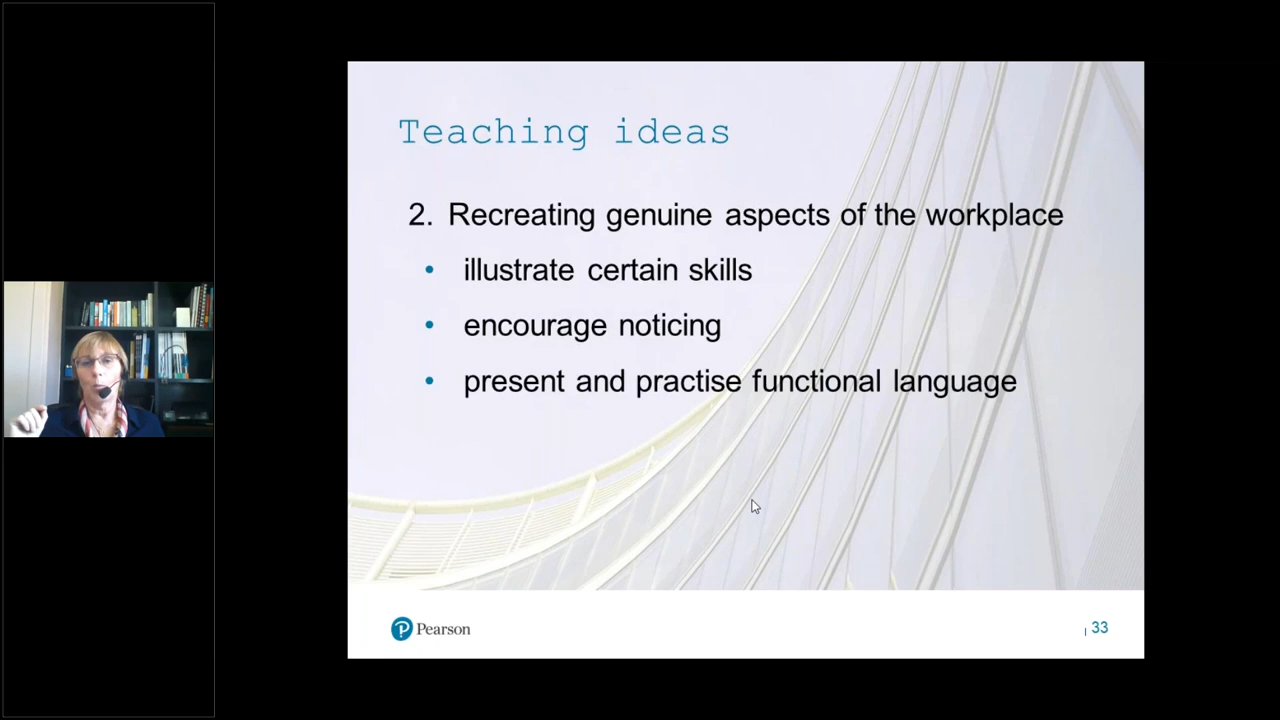 Teaching ideas
2. Recreating genuine aspects of the workplace
• illustrate certain skills
• encourage noticing
• present and practise functional language
Pearson
33